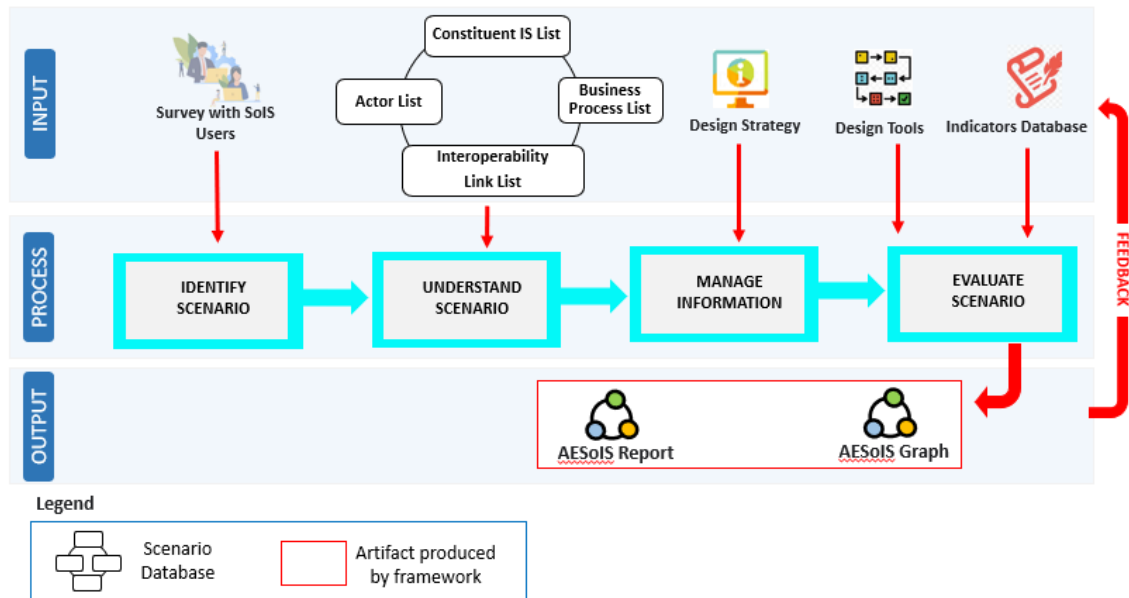 INPUT
Survey with SoIS
Users
Constituent IS List
Actor List
Business
Process List
Interoperability
Link List
Design Strategy
Design Tools
Indicators Database
PROCESS
IDENTIFY
SCENARIO
UNDERSTAND
SCENARIO
MANAGE
INFORMATION
EVALUATE
SCENARIO
FEEDBACK
OUTPUT
AESoIS Report
AESoIS Graph
Legend
Scenario
Database
Artifact produced
by framework